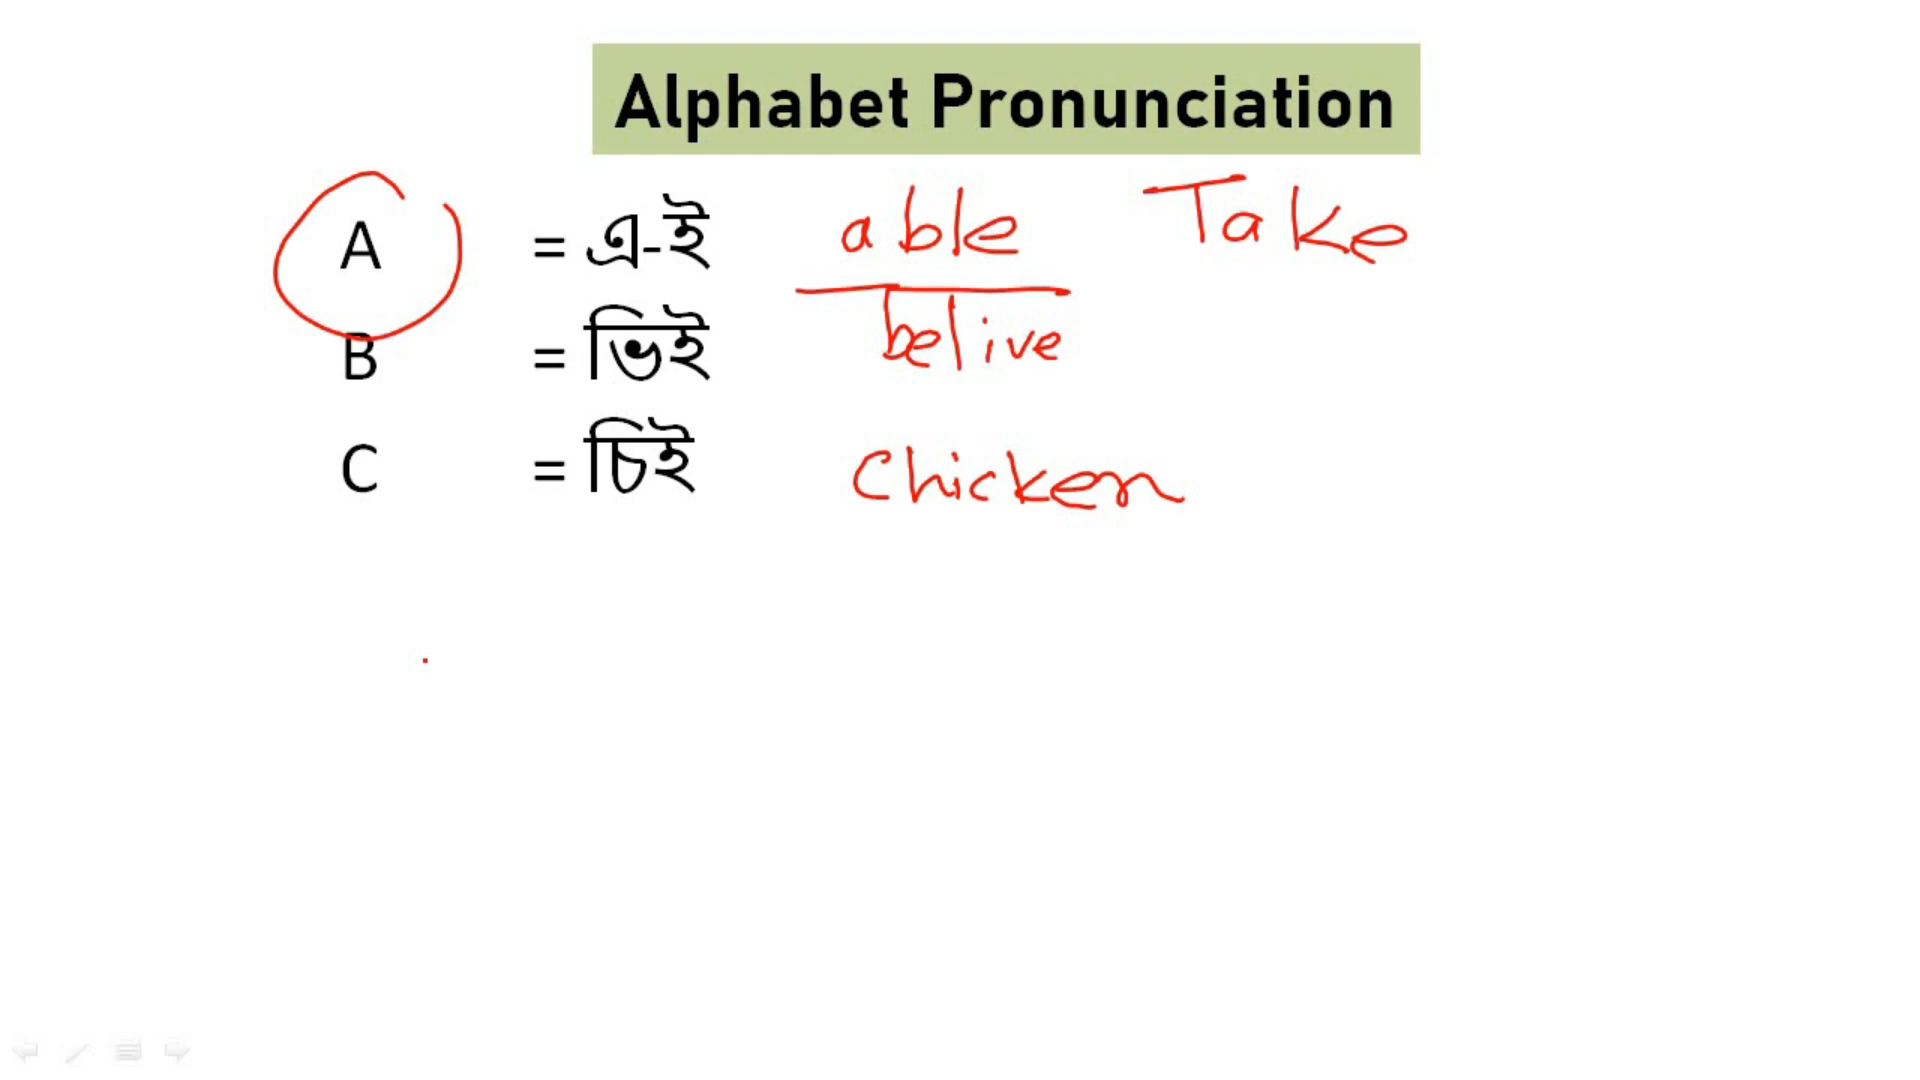 Alphabet Pronunciation
A = এ-ই able Take
B = ভিই belive
C = চিই chicken